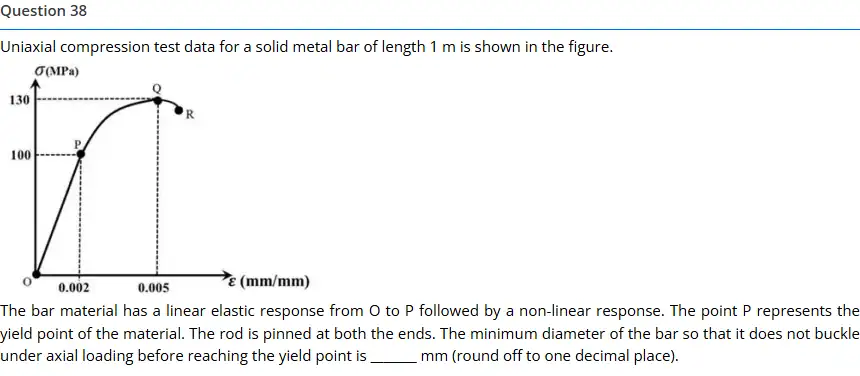 Question 38
Uniaxial compression test data for a solid metal bar of length 1 m is shown in the figure.
σ(MPa)
130
Q
R
100
P
O
0.002
0.005
ε (mm/mm)
The bar material has a linear elastic response from O to P followed by a non-linear response. The point P represents the
yield point of the material. The rod is pinned at both the ends. The minimum diameter of the bar so that it does not buckle
under axial loading before reaching the yield point is ______ mm (round off to one decimal place).